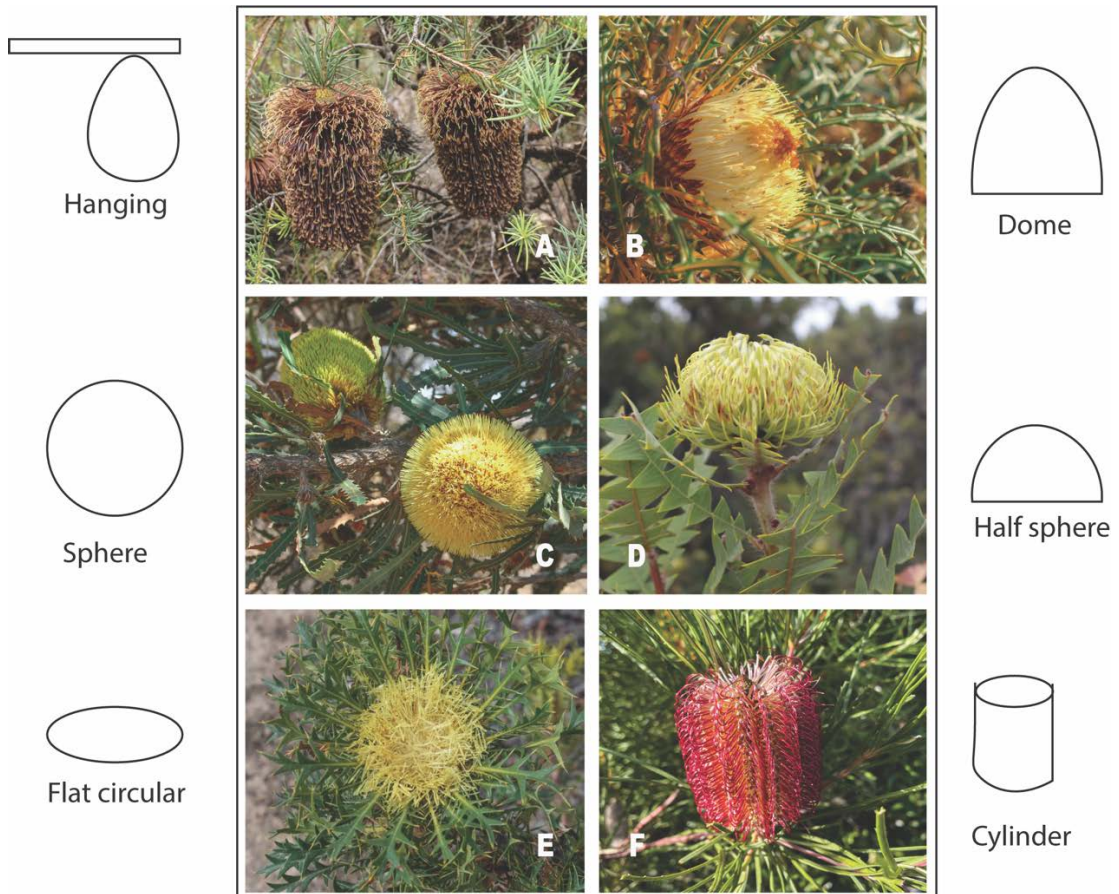 Hanging
A
B
Dome
Sphere
C
D
Half sphere
Flat circular
E
F
Cylinder